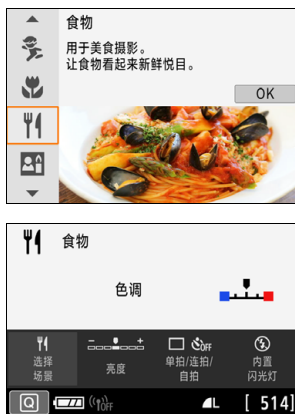 食物
用于美食摄影。
让食物看起来新鲜悦目。
OK
食物
色调
选择
场景
亮度
OFF
单拍/连拍/
自拍
内置
闪光灯
Q
OFF
L
[ 514]